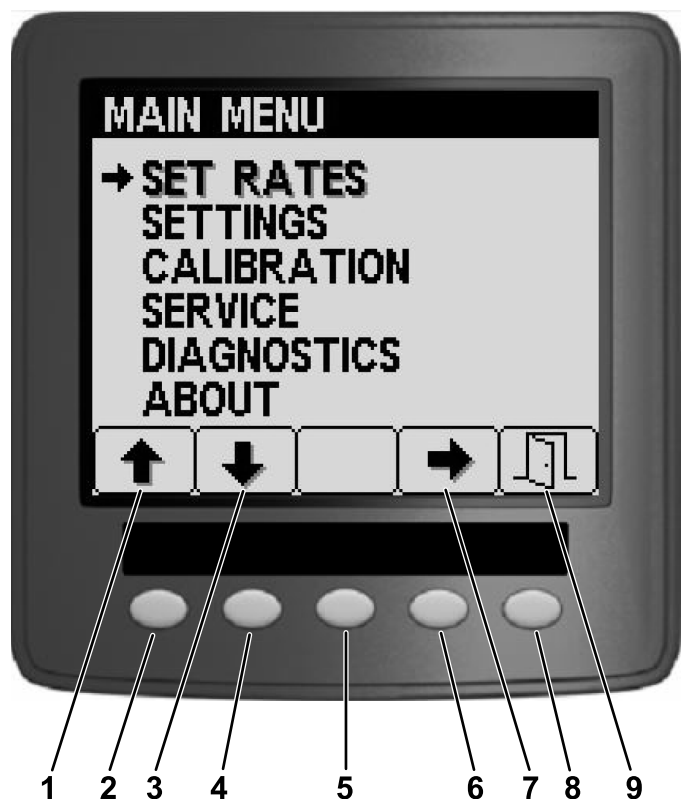 MAIN MENU
SET RATES
SETTINGS
CALIBRATION
SERVICE
DIAGNOSTICS
ABOUT
1 2 3 4 5 6 7 8 9